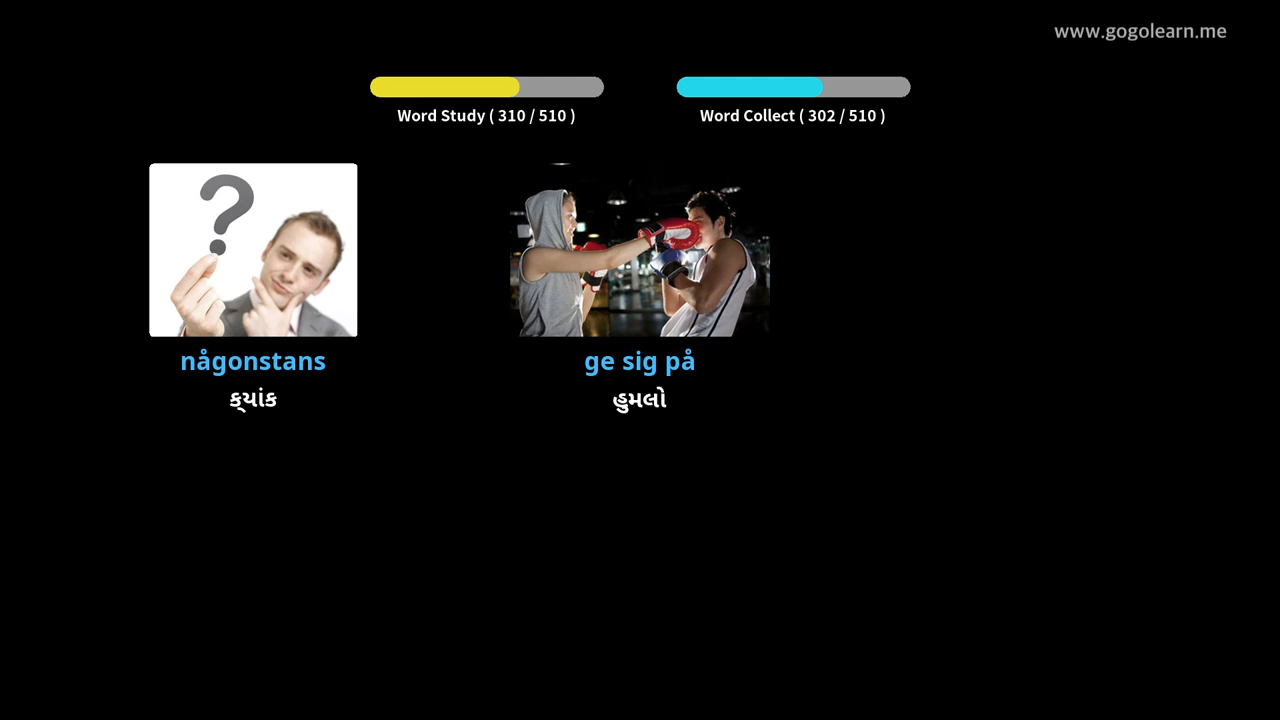 www.gogolearn.me
Word Study ( 310 / 510 )
Word Collect ( 302 / 510 )
någonstans
ge sig på
ક્યાંક
હુમલો